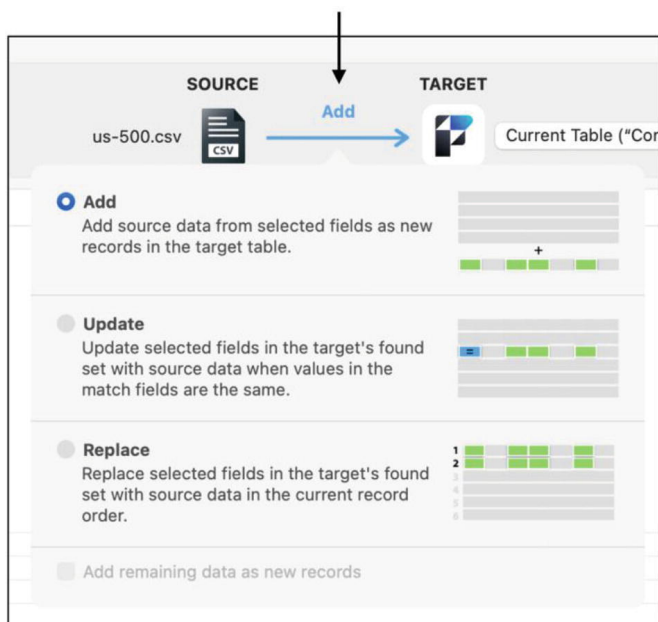 SOURCE
TARGET
Add
us-500.csv
CSV
Current Table ("Con
Add
Add source data from selected fields as new
records in the target table.
+
Update
Update selected fields in the target's found
set with source data when values in the
match fields are the same.
=
Replace
Replace selected fields in the target's found
set with source data in the current record
order.
1
2
3
4
5
6
Add remaining data as new records